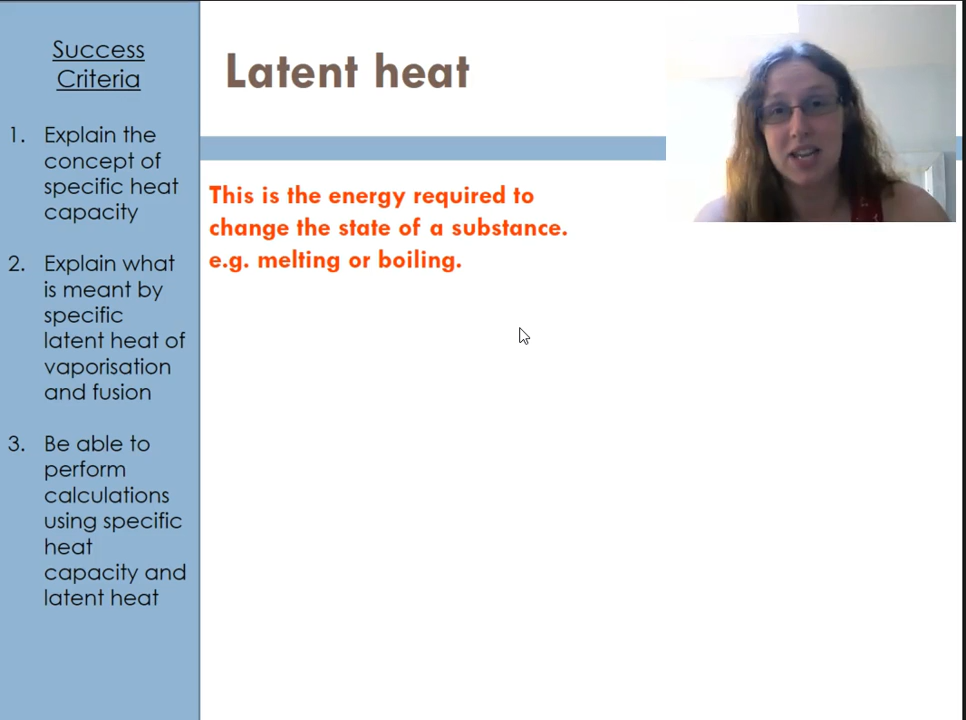 Success
Criteria
1. Explain the
concept of
specific heat
capacity
2. Explain what
is meant by
specific
latent heat of
vaporisation
and fusion
3. Be able to
perform
calculations
using specific
heat
capacity and
latent heat
Latent heat
This is the energy required to
change the state of a substance.
e.g. melting or boiling.